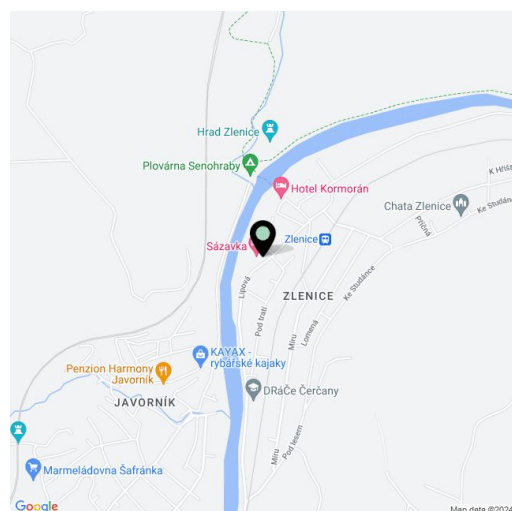 Hrad Zlenice
Plovárna Senohraby
Hotel Kormorán
K Hřiš
Chata Zlenice
Ke Studánce
Příčná
Zlenice
Sázavka
Lipová
ZLENICE
Ke Studánce
Pod tratí
Míru
Lomená
KAYAX -
rybářské kajaky
Penzion Harmony
Javorník
DRáČe Čerčany
JAVORNÍK
Míru
Pod lesem
Marmeládovna Šafránka
Google
Map data ©2024